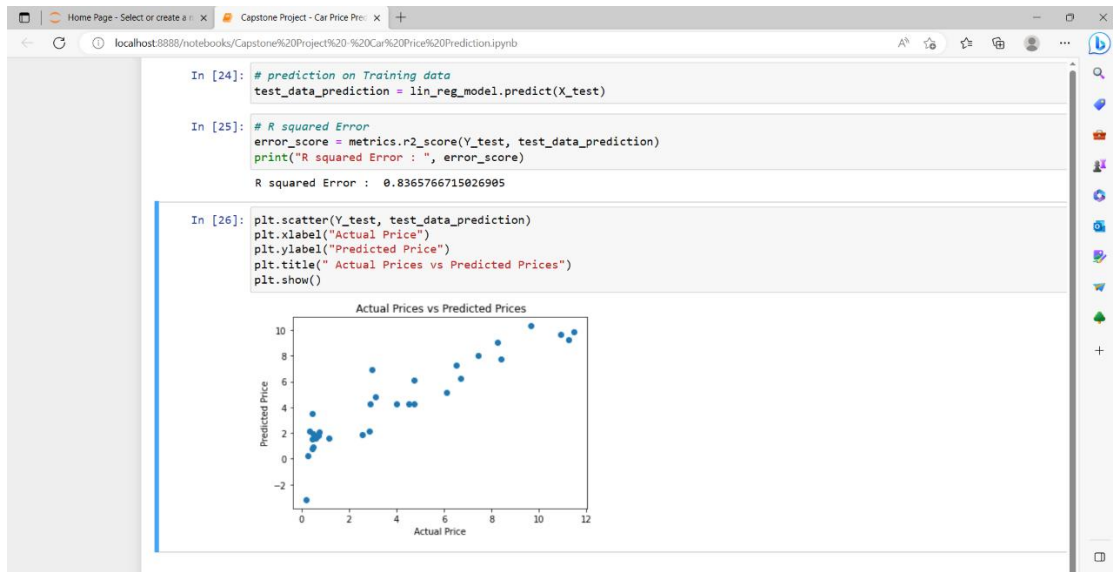 Home Page - Select or create a n
Capstone Project - Car Price Pred
localhost:8888/notebooks/Capstone%20Project%20-%20Car%20Price%20Prediction.ipynb
In [24]: # prediction on Training data
test_data_prediction = lin_reg_model.predict(X_test)
In [25]: # R squared Error
error_score = metrics.r2_score(Y_test, test_data_prediction)
print("R squared Error : ", error_score)
R squared Error :  0.8365766715026905
In [26]: plt.scatter(Y_test, test_data_prediction)
plt.xlabel("Actual Price")
plt.ylabel("Predicted Price")
plt.title(" Actual Prices vs Predicted Prices")
plt.show()
Actual Prices vs Predicted Prices
10
8
6
4
2
0
−2
Predicted Price
0 2 4 6 8 10 12
Actual Price